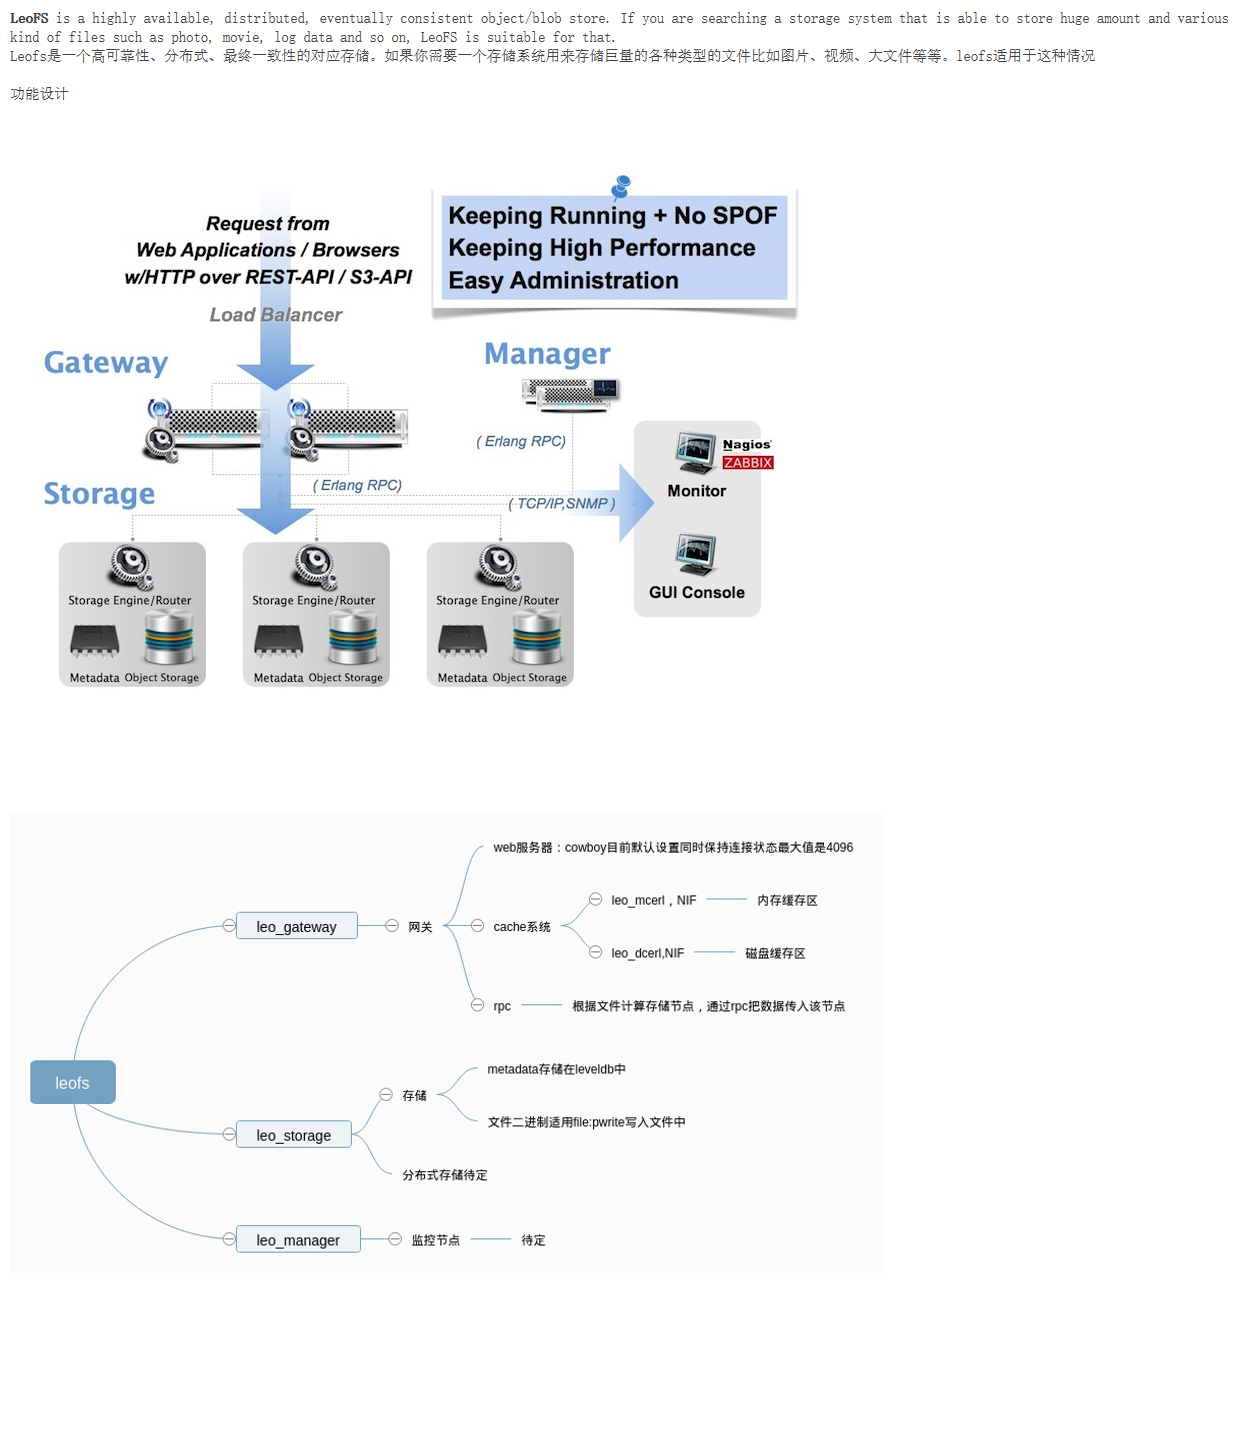 LeoFS is a highly available, distributed, eventually consistent object/blob store. If you are searching a storage system that is able to store huge amount and various
kind of files such as photo, movie, log data and so on, LeoFS is suitable for that.
Leofs是一个高可靠性、分布式、最终一致性的对应存储。如果你需要一个存储系统用来存储巨量的各种类型的文件比如图片、视频、大文件等等。leofs适用于这种情况
功能设计
Request from
Web Applications / Browsers
w/HTTP over REST-API / S3-API
Load Balancer
Keeping Running + No SPOF
Keeping High Performance
Easy Administration
Gateway
Manager
( Erlang RPC)
Nagios
ZABBIX
Monitor
Storage
( Erlang RPC)
( TCP/IP,SNMP )
GUI Console
Storage Engine/Router
Metadata Object Storage
Storage Engine/Router
Metadata Object Storage
Storage Engine/Router
Metadata Object Storage
leofs
leo_gateway
网关
web服务器：cowboy目前默认设置同时保持连接状态最大值是4096
cache系统
leo_mcerl，NIF
内存缓存区
leo_dcerl,NIF
磁盘缓存区
rpc
根据文件计算存储节点，通过rpc把数据传入该节点
leo_storage
存储
metadata存储在leveldb中
文件二进制适用file:pwrite写入文件中
分布式存储待定
leo_manager
监控节点
待定